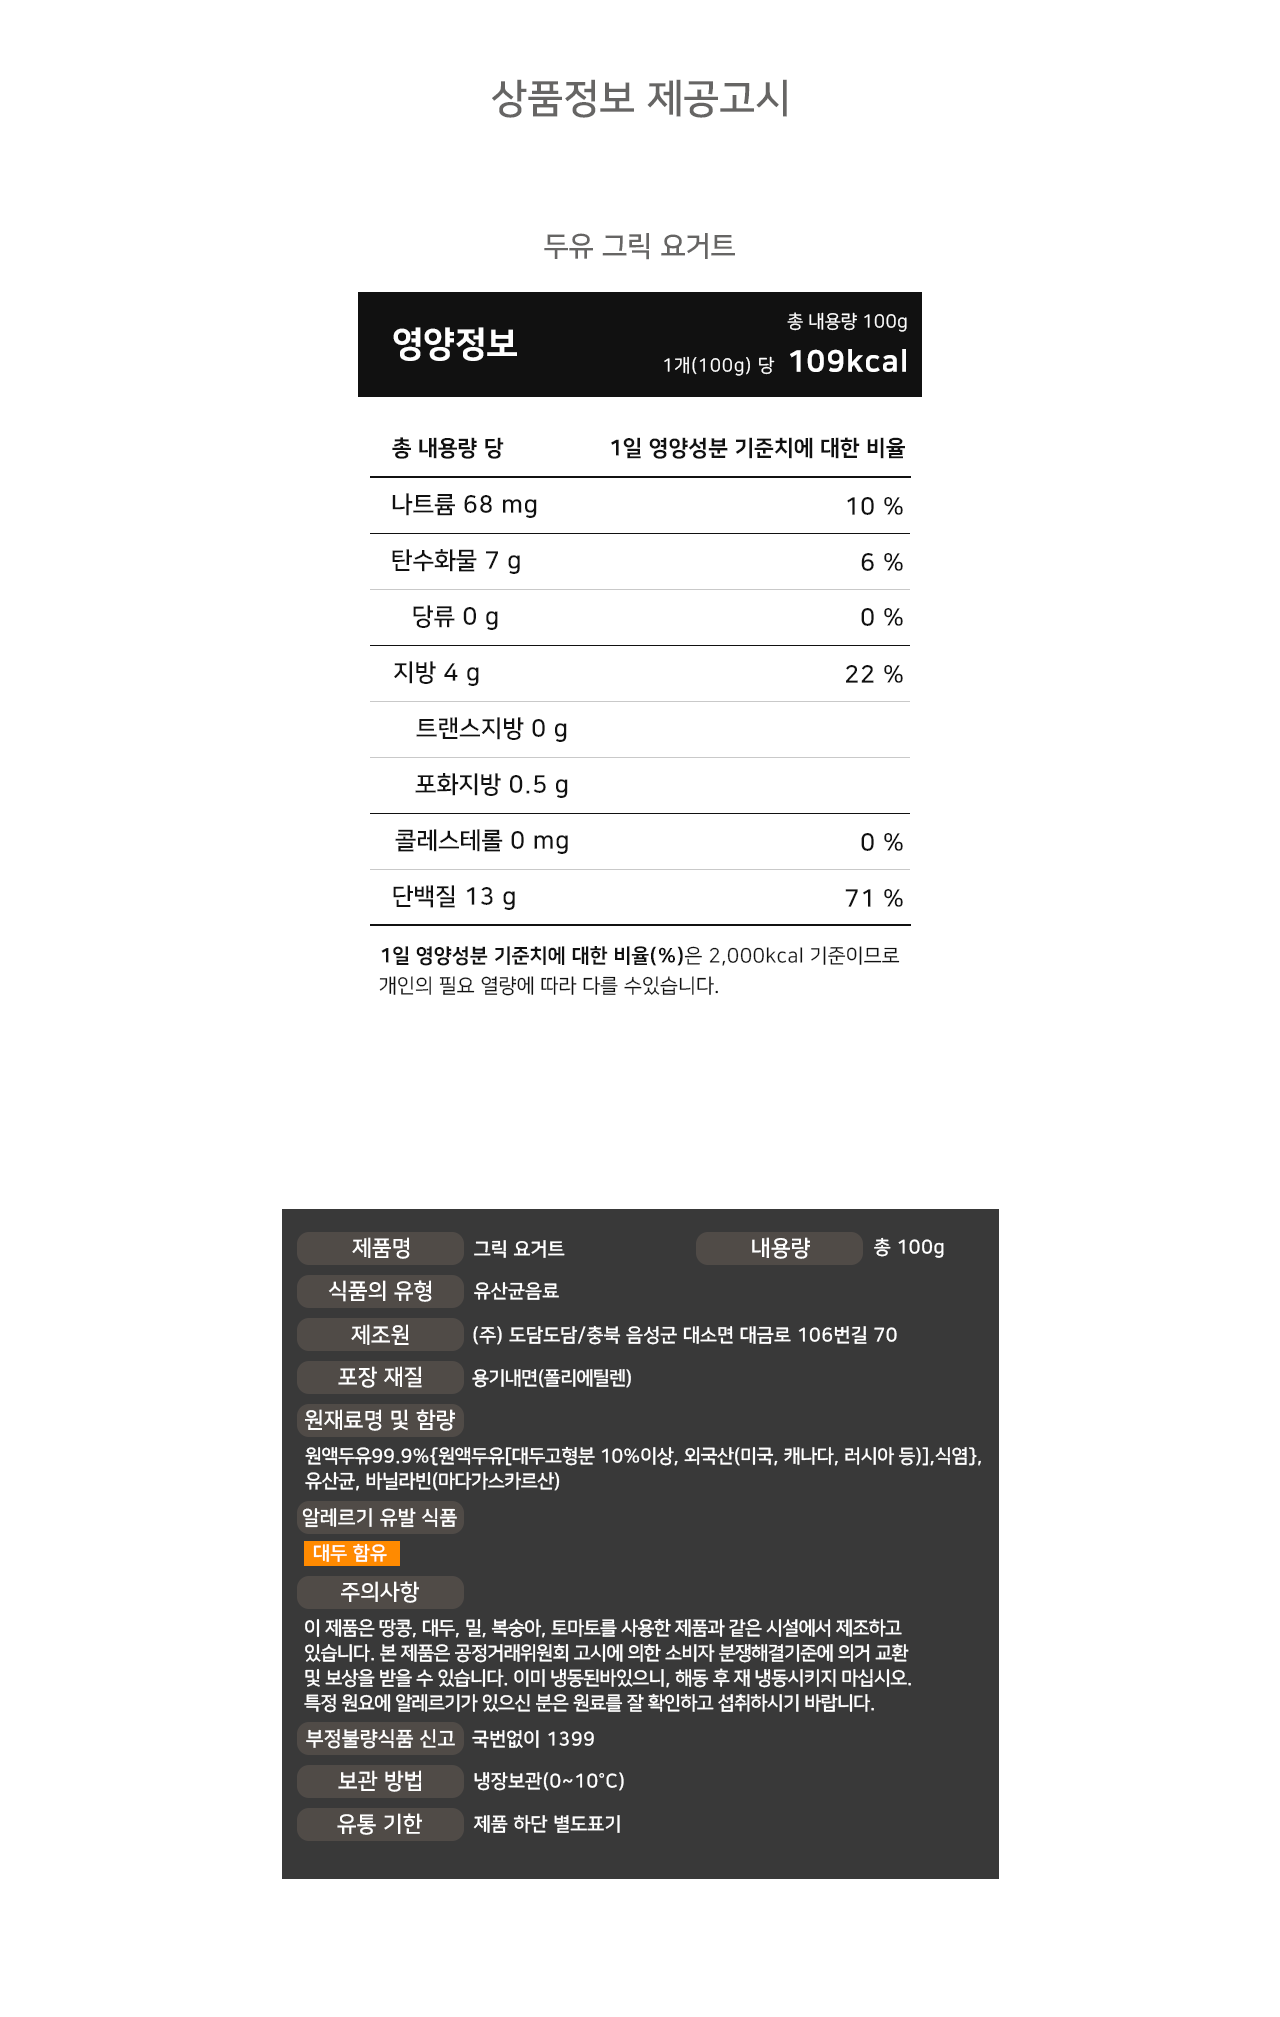 상품정보 제공고시
두유 그릭 요거트
영양정보
총 내용량 100g
1개(100g) 당 109kcal
총 내용량 당 1일 영양성분 기준치에 대한 비율
나트륨 68 mg 10 %
탄수화물 7 g 6 %
당류 0 g 0 %
지방 4 g 22 %
트랜스지방 0 g
포화지방 0.5 g
콜레스테롤 0 mg 0 %
단백질 13 g 71 %
1일 영양성분 기준치에 대한 비율(%)은 2,000kcal 기준이므로
개인의 필요 열량에 따라 다를 수있습니다.
제품명 그릭 요거트 내용량 총 100g
식품의 유형 유산균음료
제조원 (주) 도담도담/충북 음성군 대소면 대금로 106번길 70
포장 재질 용기내면(폴리에틸렌)
원재료명 및 함량
원액두유99.9%{원액두유[대두고형분 10%이상, 외국산(미국, 캐나다, 러시아 등)],식염},
유산균, 바닐라빈(마다가스카르산)
알레르기 유발 식품
대두 함유
주의사항
이 제품은 땅콩, 대두, 밀, 복숭아, 토마토를 사용한 제품과 같은 시설에서 제조하고
있습니다. 본 제품은 공정거래위원회 고시에 의한 소비자 분쟁해결기준에 의거 교환
및 보상을 받을 수 있습니다. 이미 냉동된바있으니, 해동 후 재 냉동시키지 마십시오.
특정 원요에 알레르기가 있으신 분은 원료를 잘 확인하고 섭취하시기 바랍니다.
부정불량식품 신고 국번없이 1399
보관 방법 냉장보관(0~10°C)
유통 기한 제품 하단 별도표기